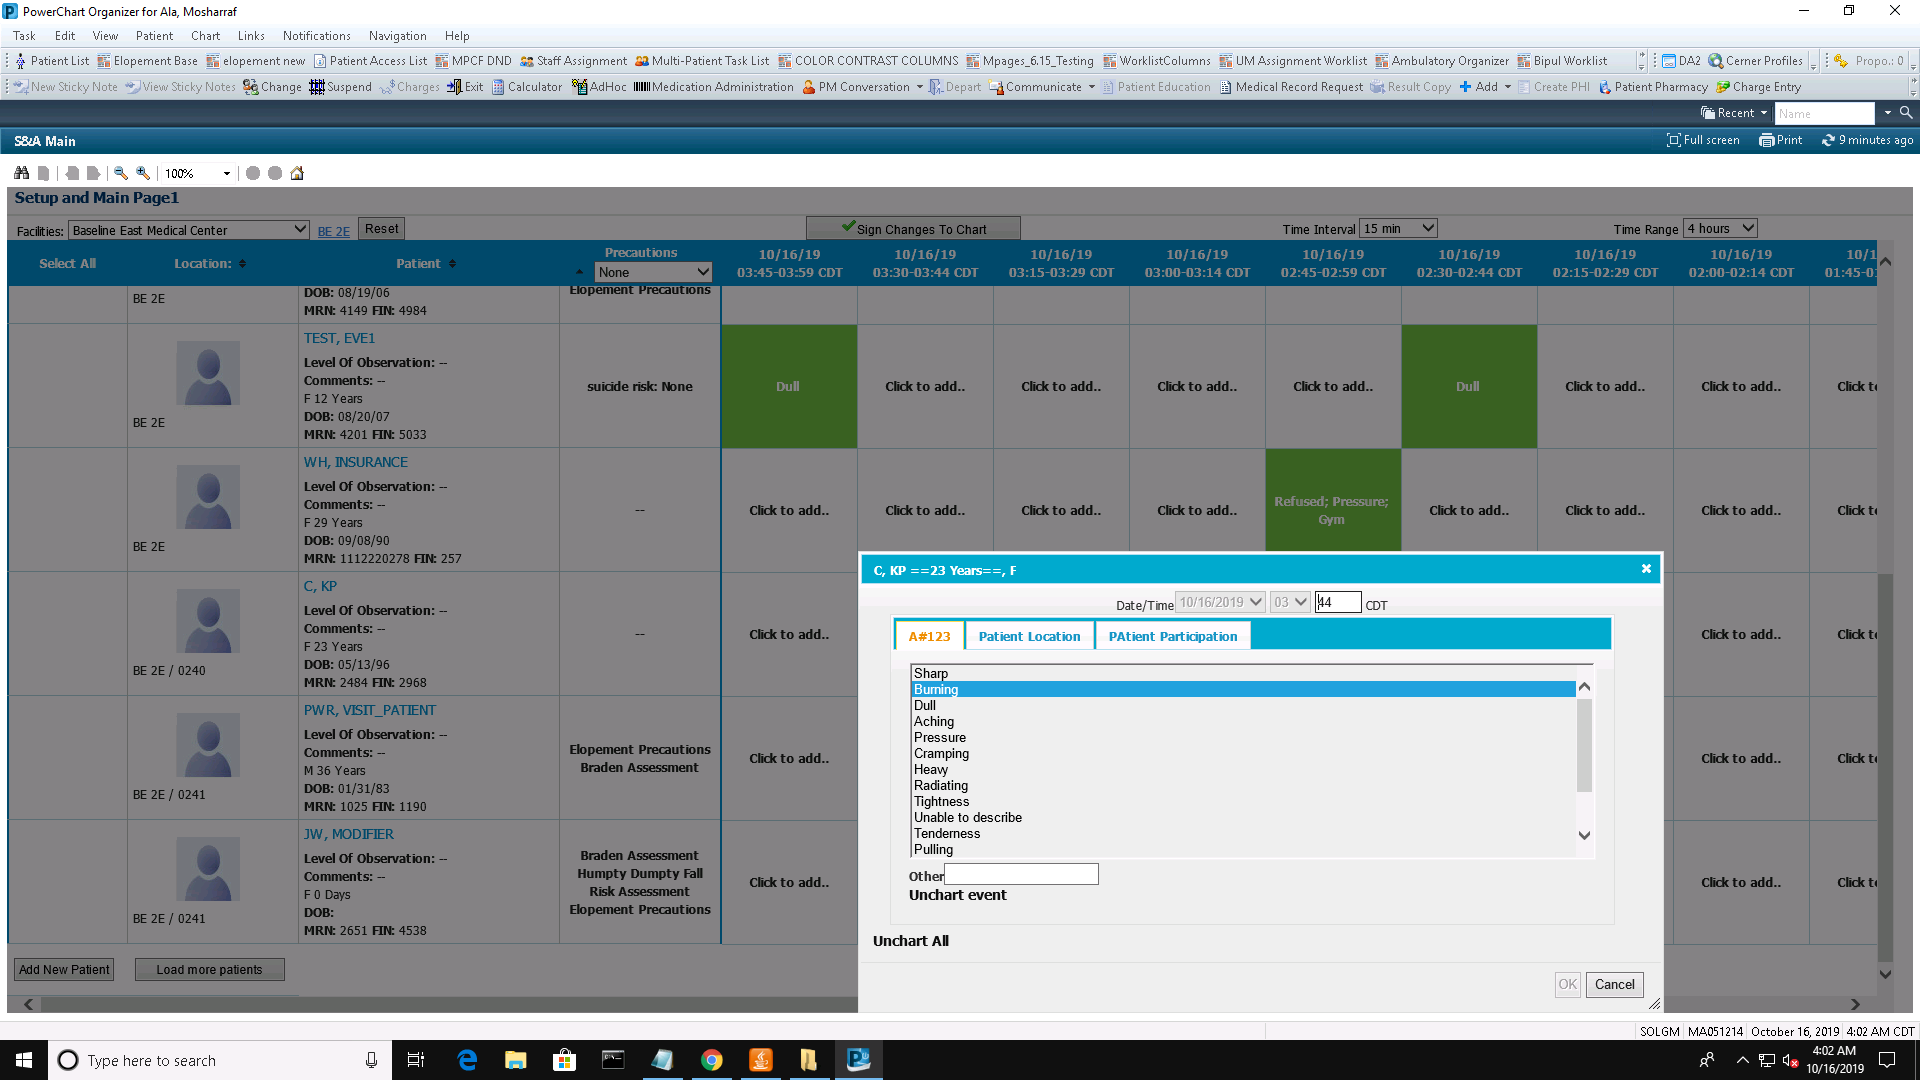 PowerChart Organizer for Ala, Mosharraf
Task Edit View Patient Chart Links Notifications Navigation Help
Patient List Elopement Base elopement new Patient Access List MPCF DND Staff Assignment Multi-Patient Task List COLOR CONTRAST COLUMNS Mpages_6.15_Testing WorklistColumns UM Assignment Worklist Ambulatory Organizer Bipul Worklist DA2 Cerner Profiles Propo.: 0
New Sticky Note View Sticky Notes Change Suspend Charges Exit Calculator AdHoc Medication Administration PM Conversation Depart Communicate Patient Education Medical Record Request Result Copy Add Create PHI Patient Pharmacy Charge Entry
Recent Name
S&A Main Full screen Print 9 minutes ago
100%
Setup and Main Page1
Facilities: Baseline East Medical Center BE 2E Reset Sign Changes To Chart Time Interval 15 min Time Range 4 hours
Select All Location: Patient Precautions None
10/16/19 10/16/19 10/16/19 10/16/19 10/16/19 10/16/19 10/16/19 10/16/19 10/1
03:45-03:59 CDT 03:30-03:44 CDT 03:15-03:29 CDT 03:00-03:14 CDT 02:45-02:59 CDT 02:30-02:44 CDT 02:15-02:29 CDT 02:00-02:14 CDT 01:45-0
BE 2E
DOB: 08/19/06
MRN: 4149 FIN: 4984
Elopement Precautions
BE 2E
TEST, EVE1
Level Of Observation: --
Comments: --
F 12 Years
DOB: 08/20/07
MRN: 4201 FIN: 5033
suicide risk: None
Dull Click to add.. Click to add.. Click to add.. Click to add.. Dull Click to add.. Click to add.. Click t
BE 2E
WH, INSURANCE
Level Of Observation: --
Comments: --
F 29 Years
DOB: 09/08/90
MRN: 1112220278 FIN: 257
--
Click to add.. Click to add.. Click to add.. Click to add.. Refused; Pressure; Gym Click to add.. Click to add.. Click to add.. Click t
BE 2E / 0240
C, KP
Level Of Observation: --
Comments: --
F 23 Years
DOB: 05/13/96
MRN: 2484 FIN: 2968
--
Click to add.. Click to add.. Click t
BE 2E / 0241
PWR, VISIT_PATIENT
Level Of Observation: --
Comments: --
M 36 Years
DOB: 01/31/83
MRN: 1025 FIN: 1190
Elopement Precautions
Braden Assessment
Click to add.. Click to add.. Click t
BE 2E / 0241
JW, MODIFIER
Level Of Observation: --
Comments: --
F 0 Days
DOB:
MRN: 2651 FIN: 4538
Braden Assessment
Humpty Dumpty Fall
Risk Assessment
Elopement Precautions
Click to add.. Click to add.. Click t
Add New Patient Load more patients
C, KP ==23 Years==, F
Date/Time 10/16/2019 03 44 CDT
A#123 Patient Location PAtient Participation
Sharp
Burning
Dull
Aching
Pressure
Cramping
Heavy
Radiating
Tightness
Unable to describe
Tenderness
Pulling
Other
Unchart event
Unchart All
OK Cancel
SOLGM MA051214 October 16, 2019 4:02 AM CDT
Type here to search
4:02 AM
10/16/2019